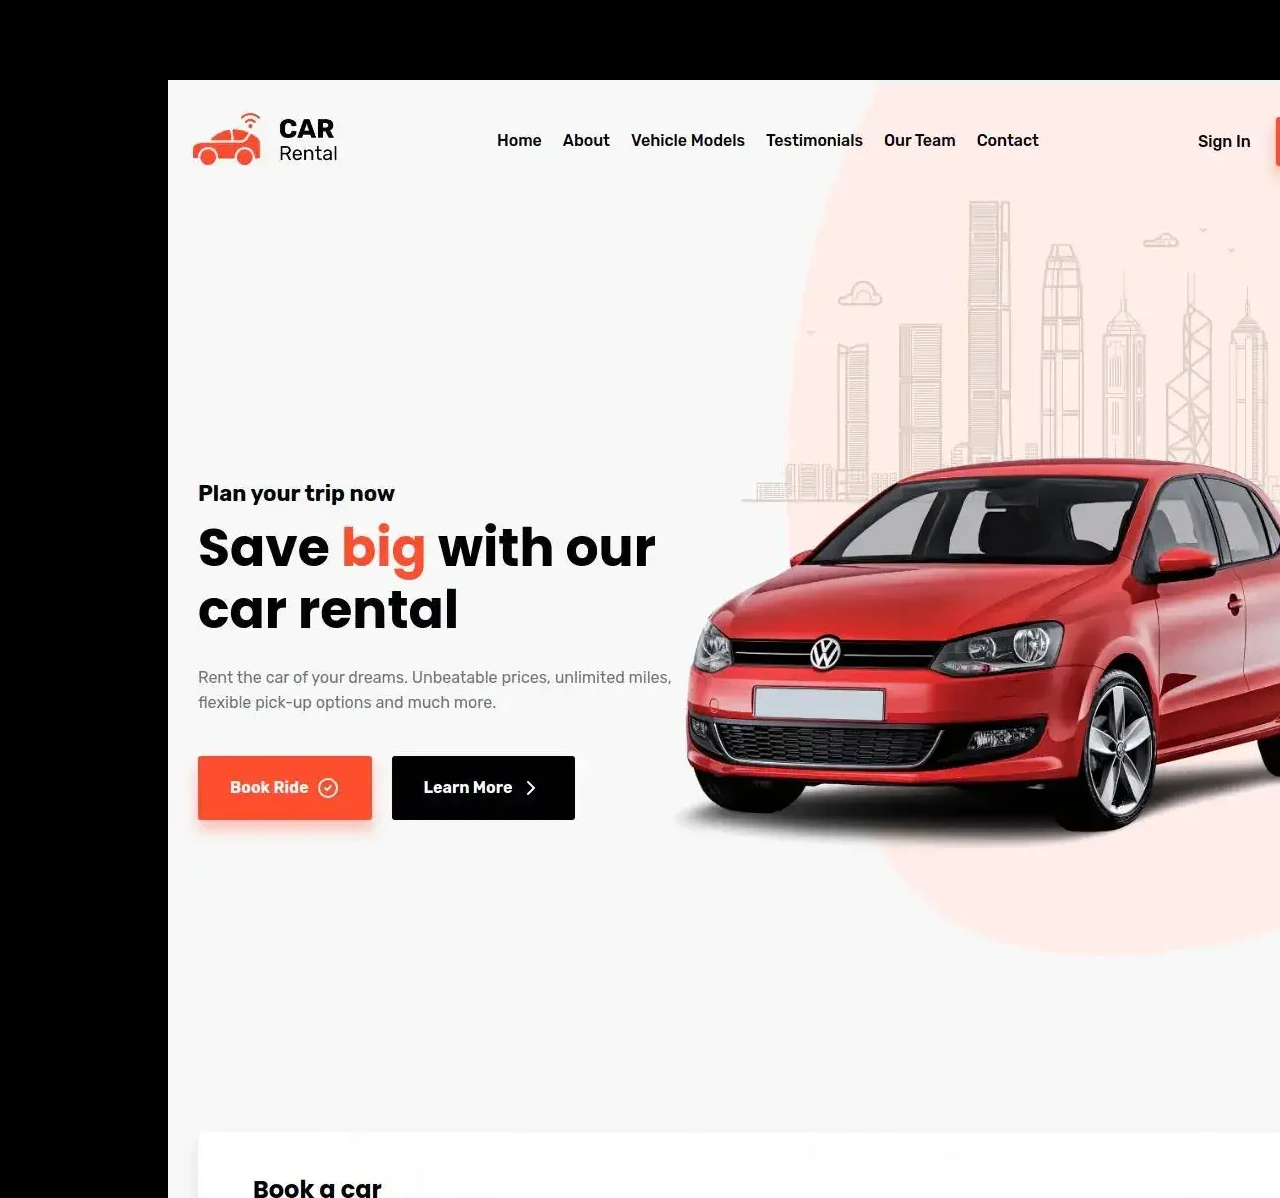 CAR
Rental
Home About Vehicle Models Testimonials Our Team Contact Sign In
Plan your trip now
Save big with our
car rental
Rent the car of your dreams. Unbeatable prices, unlimited miles,
flexible pick-up options and much more.
Book Ride Learn More
Book a car